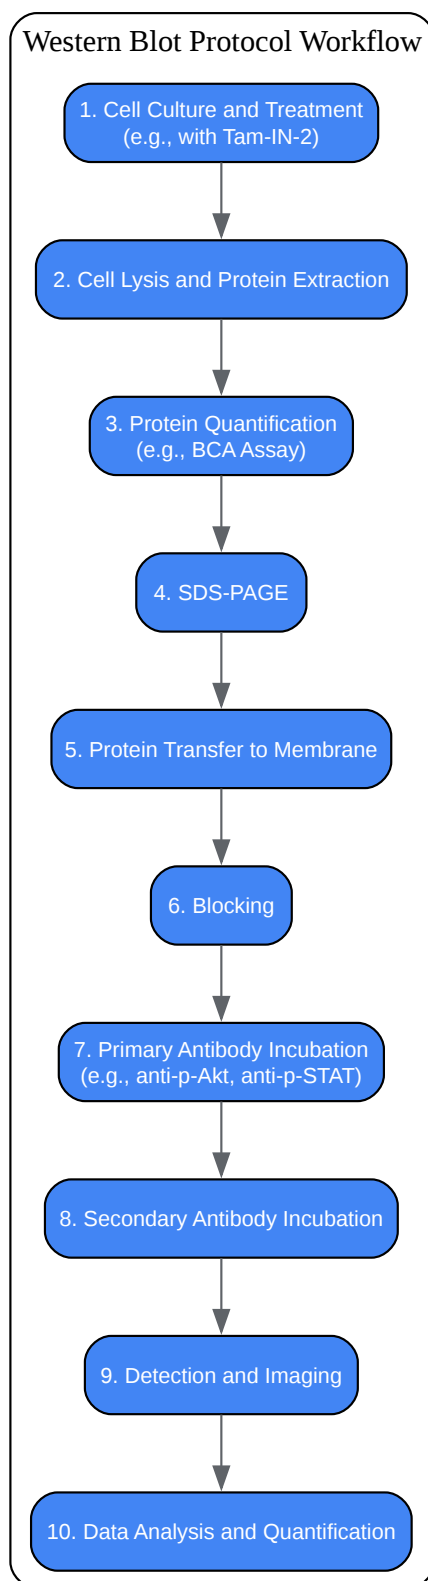 Western Blot Protocol Workflow
1. Cell Culture and Treatment
(e.g., with Tam-IN-2)
2. Cell Lysis and Protein Extraction
3. Protein Quantification
(e.g., BCA Assay)
4. SDS-PAGE
5. Protein Transfer to Membrane
6. Blocking
7. Primary Antibody Incubation
(e.g., anti-p-Akt, anti-p-STAT)
8. Secondary Antibody Incubation
9. Detection and Imaging
10. Data Analysis and Quantification